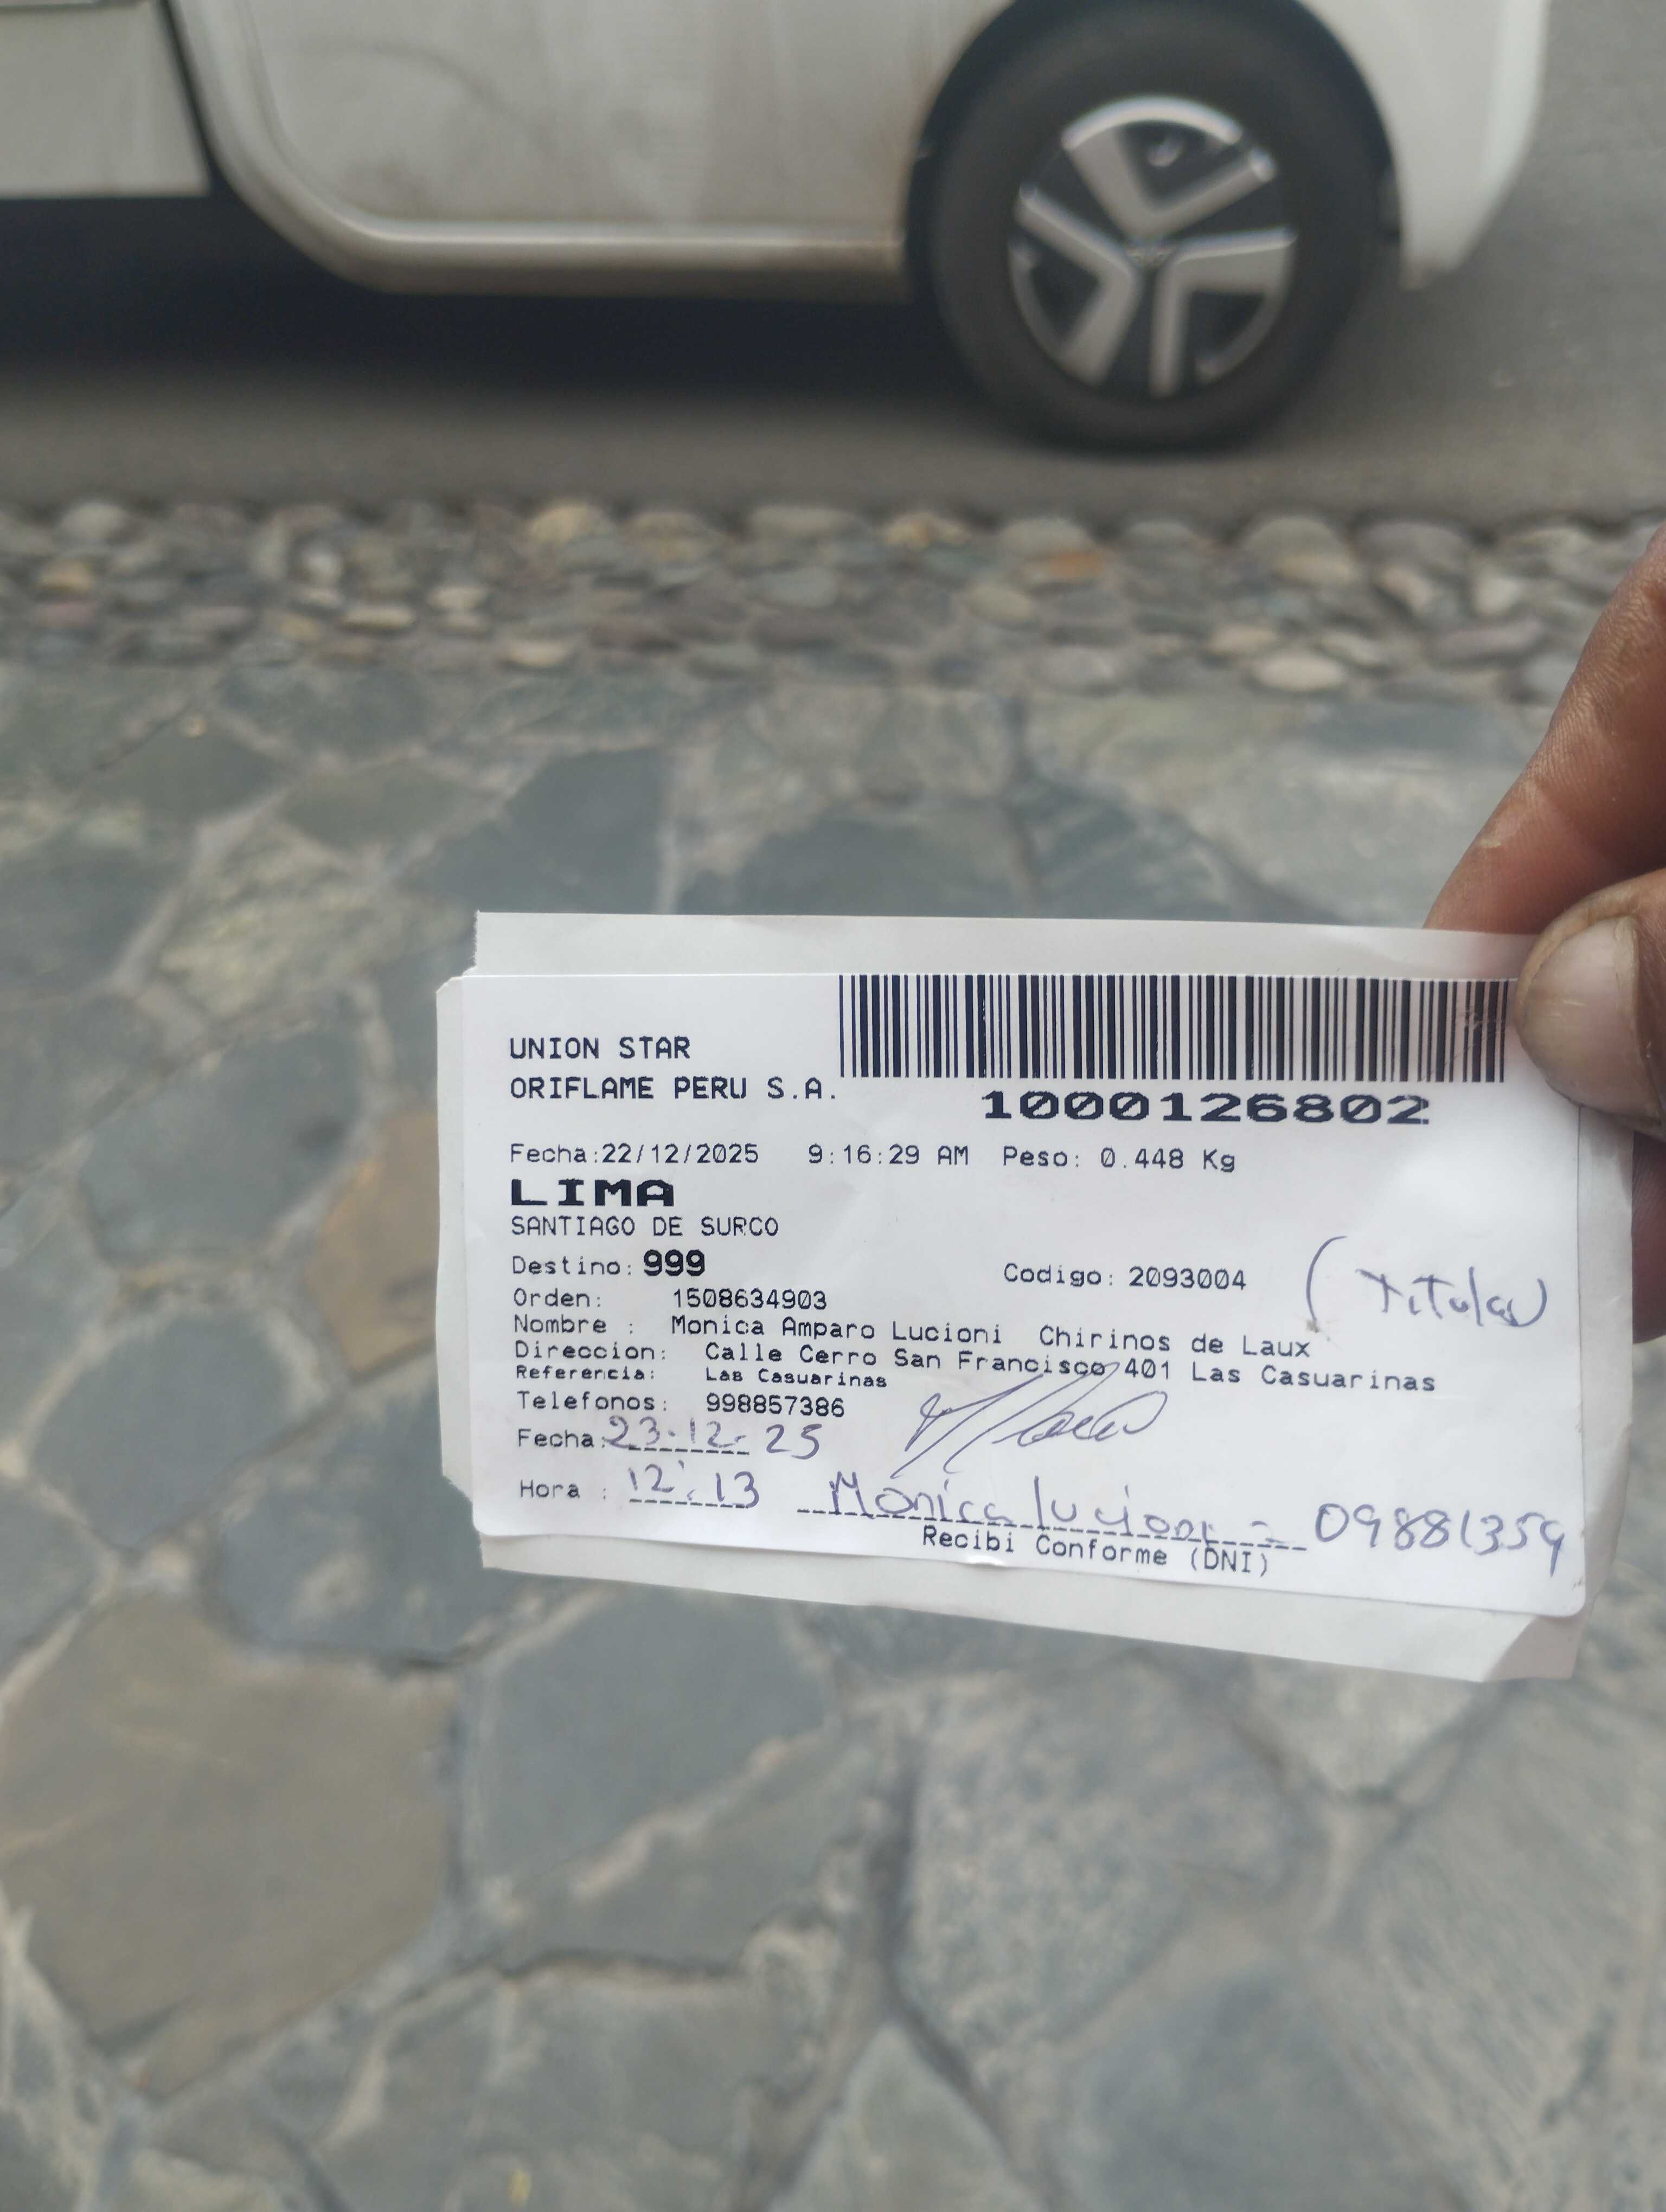 UNION STAR
ORIFLAME PERU S.A.
1000126802
Fecha:22/12/2025 9:16:29 AM Peso: 0.448 Kg
LIMA
SANTIAGO DE SURCO
Destino: 999
Codigo: 2093004 (Titular)
Orden: 1508634903
Nombre : Monica Amparo Lucioni Chirinos de Laux
Direccion: Calle Cerro San Francisco 401 Las Casuarinas
Referencia: Las Casuarinas
Telefonos: 998857386
Fecha: 23.12.25
Hora : 12:13 Monica Lucioni - 09881359
Recibi Conforme (DNI)